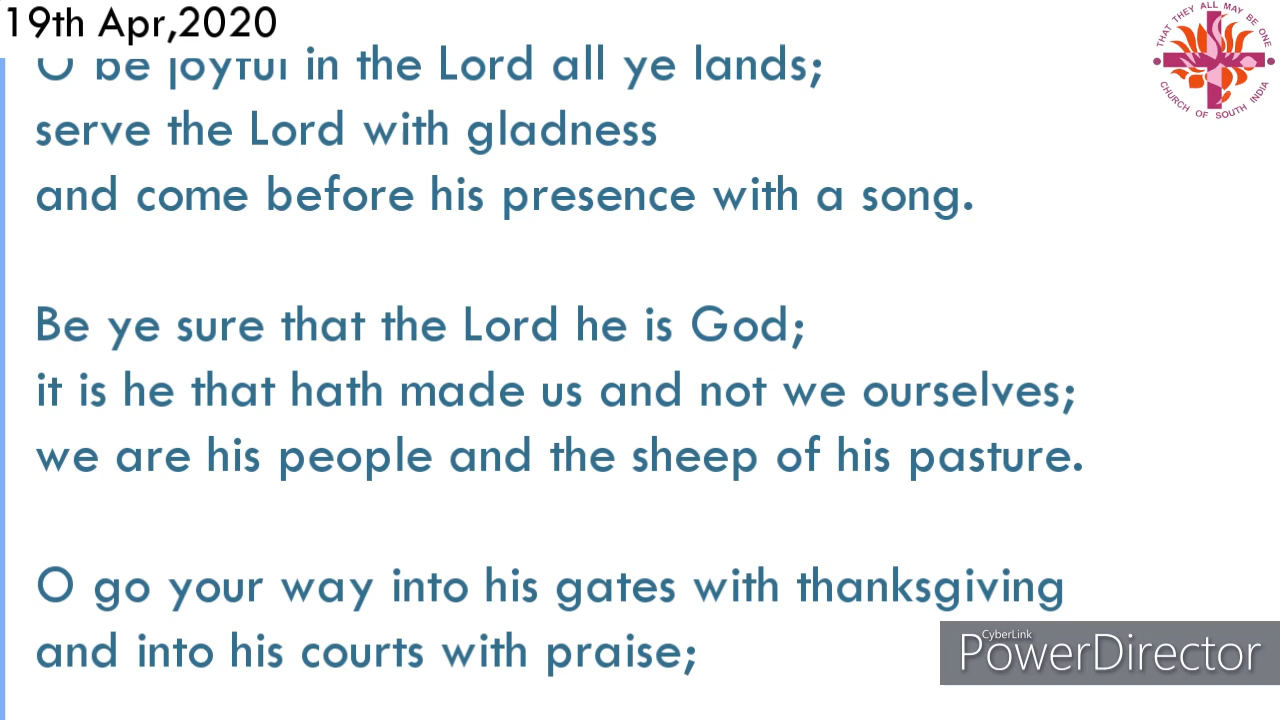 19th Apr,2020
THAT THEY ALL MAY BE ONE
CHURCH OF SOUTH INDIA
O be joyful in the Lord all ye lands;
serve the Lord with gladness
and come before his presence with a song.
Be ye sure that the Lord he is God;
it is he that hath made us and not we ourselves;
we are his people and the sheep of his pasture.
O go your way into his gates with thanksgiving
and into his courts with praise;
CyberLink
PowerDirector